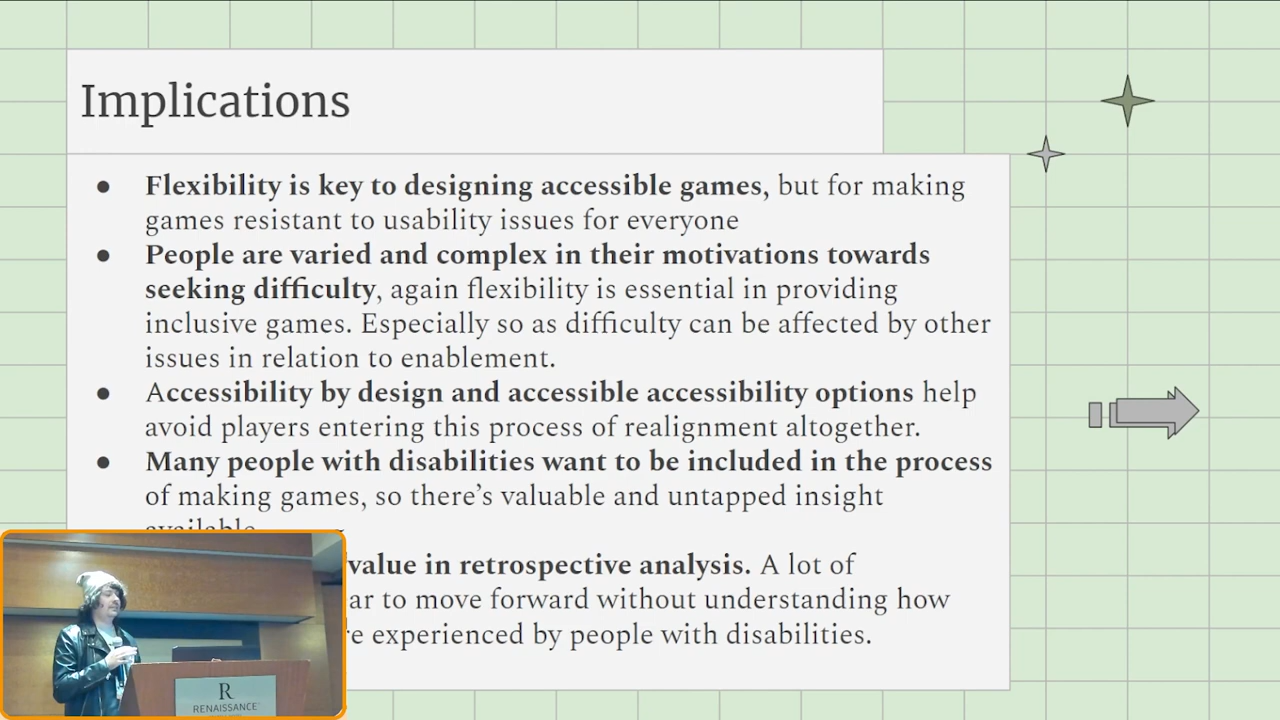 Implications
● Flexibility is key to designing accessible games, but for making
games resistant to usability issues for everyone
● People are varied and complex in their motivations towards
seeking difficulty, again flexibility is essential in providing
inclusive games. Especially so as difficulty can be affected by other
issues in relation to enablement.
● Accessibility by design and accessible accessibility options help
avoid players entering this process of realignment altogether.
● Many people with disabilities want to be included in the process
of making games, so there's valuable and untapped insight
available.
value in retrospective analysis. A lot of
ar to move forward without understanding how
e experienced by people with disabilities.
R
RENAISSANCE